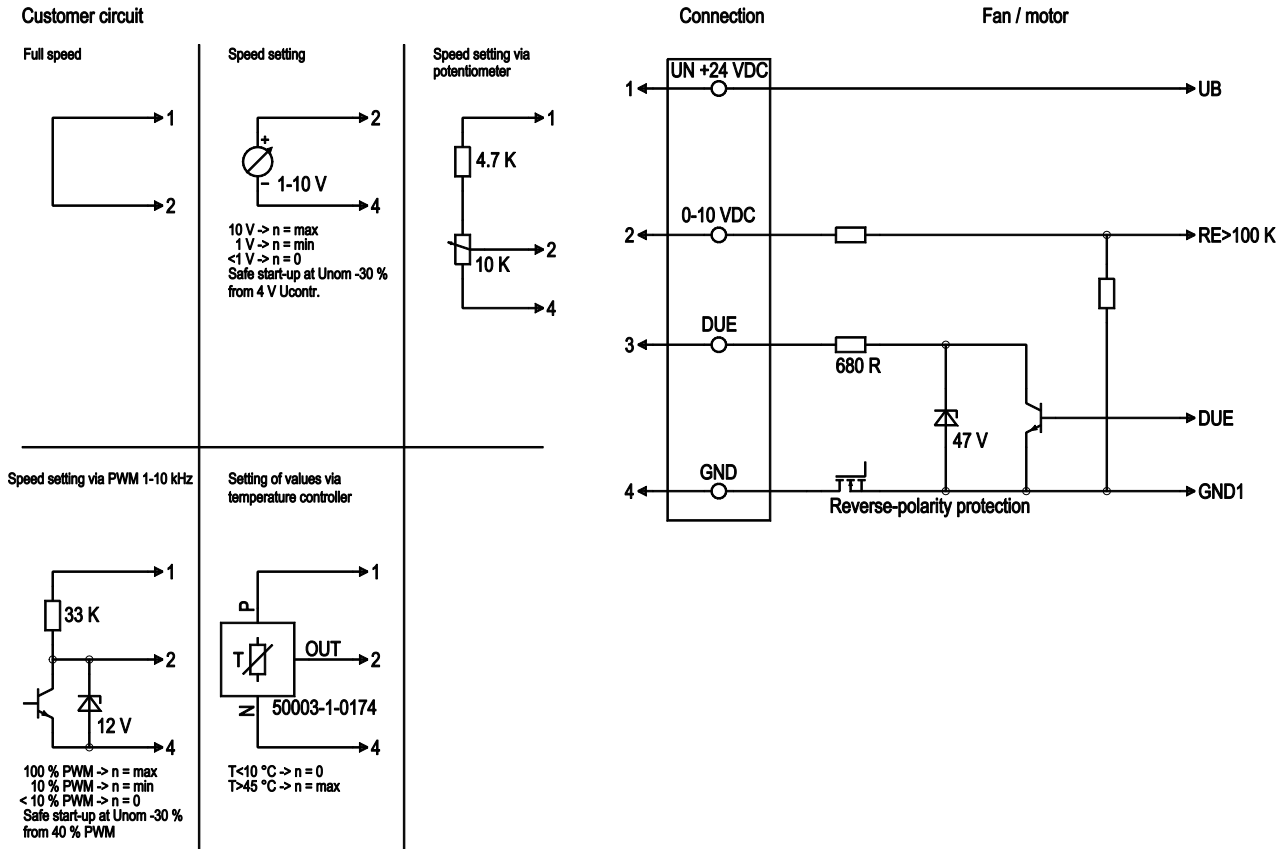 Customer circuit
Connection
Fan / motor
Full speed
1
2
Speed setting
2
+
–
1-10 V
4
10 V -> n = max
1 V -> n = min
<1 V -> n = 0
Safe start-up at Unom -30 %
from 4 V Ucontr.
Speed setting via
potentiometer
1
4.7 K
2
10 K
4
Speed setting via PWM 1-10 kHz
1
33 K
2
12 V
4
100 % PWM -> n = max
10 % PWM -> n = min
< 10 % PWM -> n = 0
Safe start-up at Unom -30 %
from 40 % PWM
Setting of values via
temperature controller
1
P
T
OUT
2
N
50003-1-0174
4
T<10 °C -> n = 0
T>45 °C -> n = max
UN +24 VDC
1
UB
0-10 VDC
2
RE>100 K
DUE
3
680 R
47 V
DUE
GND
4
GND1
Reverse-polarity protection